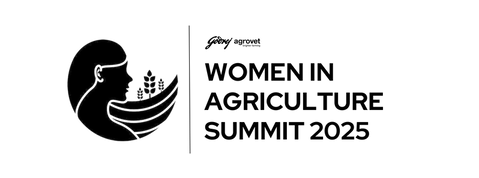 Godrej agrovet
WOMEN IN
AGRICULTURE
SUMMIT 2025